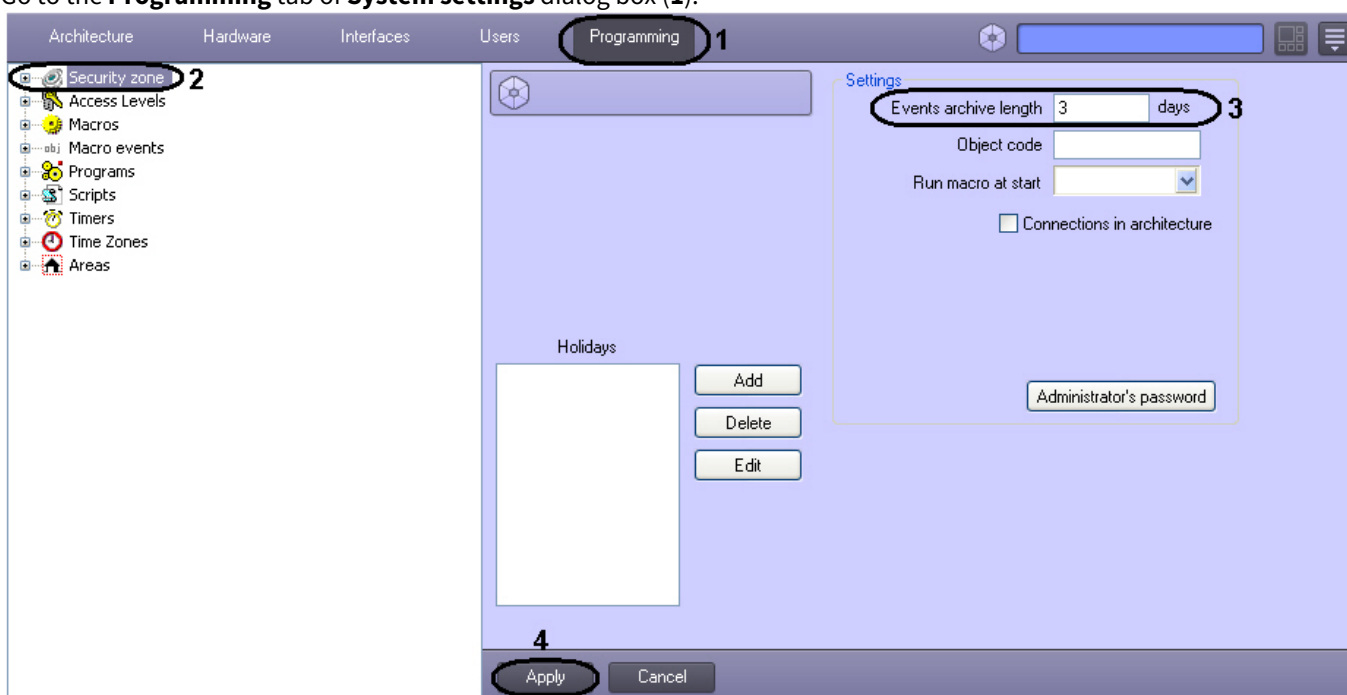 Go to the Programming tab of System settings dialog box (1).
Architecture Hardware Interfaces Users Programming 1
Security zone 2
Access Levels
Macros
obj Macro events
Programs
Scripts
Timers
Time Zones
Areas
Settings
Events archive length 3 days 3
Object code
Run macro at start
Connections in architecture
Holidays
Add
Delete
Edit
Administrator's password
4
Apply Cancel